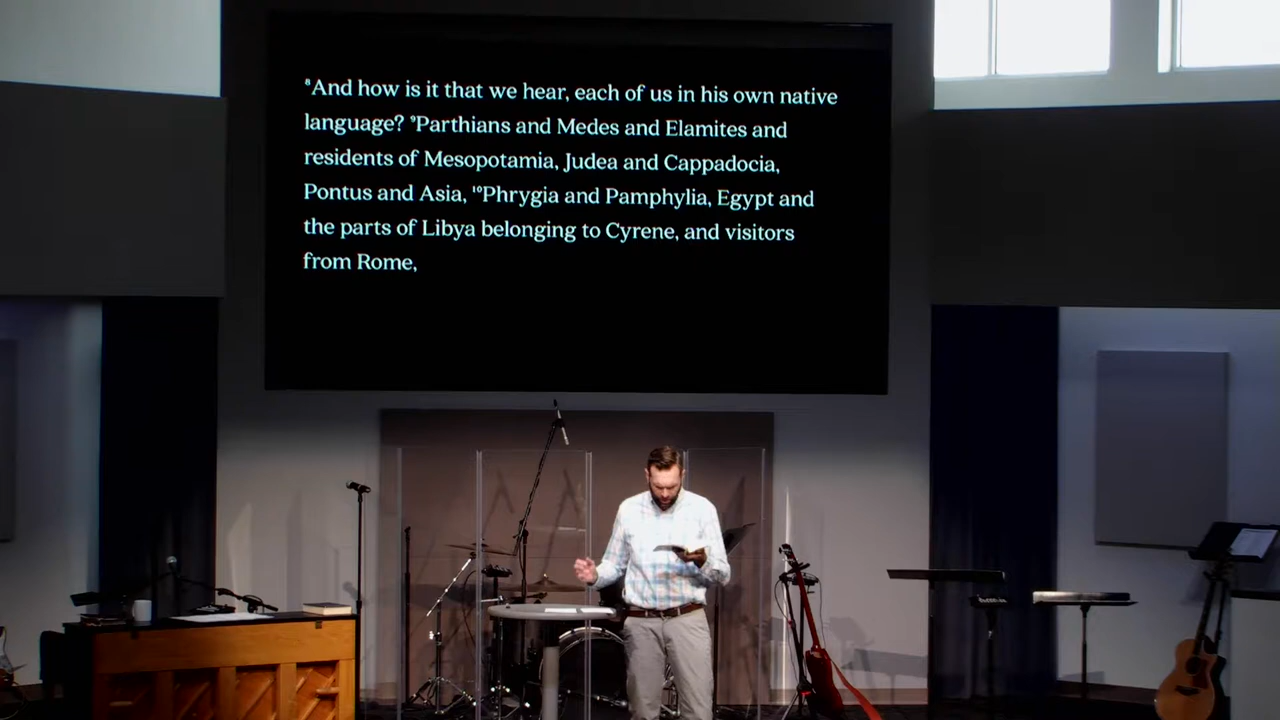 ⁸And how is it that we hear, each of us in his own native
language? ⁹Parthians and Medes and Elamites and
residents of Mesopotamia, Judea and Cappadocia,
Pontus and Asia, ¹⁰Phrygia and Pamphylia, Egypt and
the parts of Libya belonging to Cyrene, and visitors
from Rome,